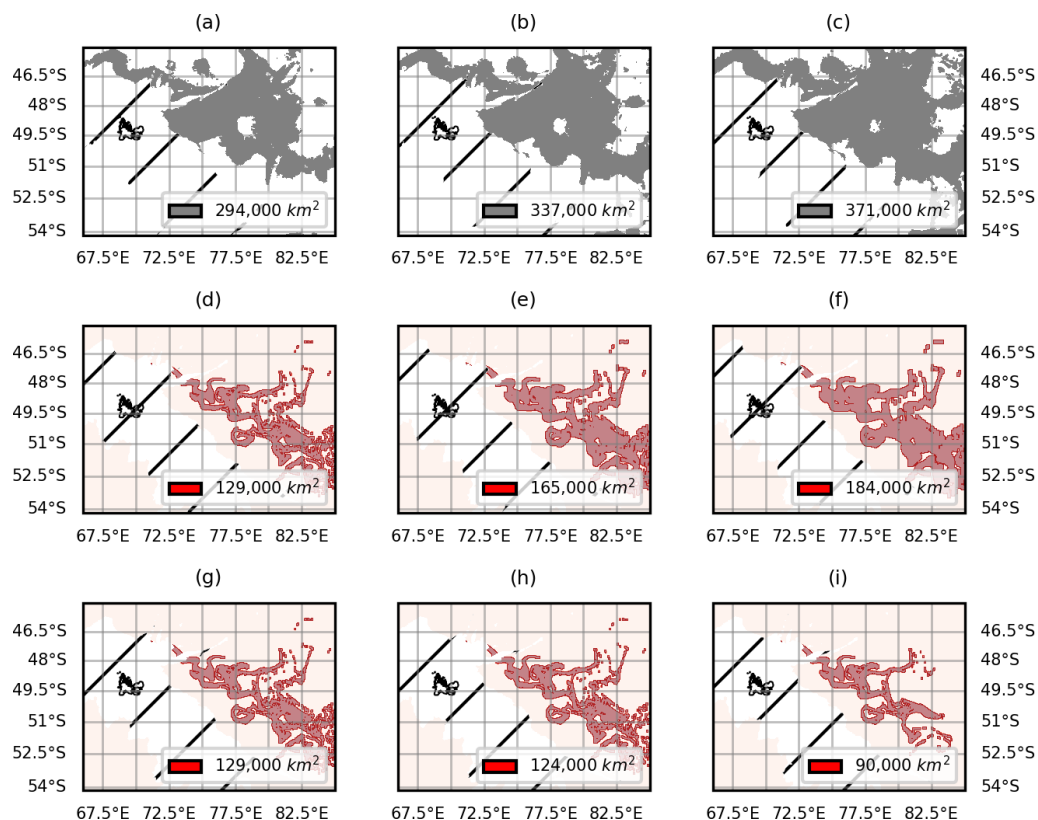 (a) (b) (c)
46.5°S 46.5°S
48°S 48°S
49.5°S 49.5°S
51°S 51°S
52.5°S 294,000 km² 337,000 km² 371,000 km² 52.5°S
54°S 54°S
67.5°E 72.5°E 77.5°E 82.5°E 67.5°E 72.5°E 77.5°E 82.5°E 67.5°E 72.5°E 77.5°E 82.5°E
(d) (e) (f)
46.5°S 46.5°S
48°S 48°S
49.5°S 49.5°S
51°S 51°S
52.5°S 129,000 km² 165,000 km² 184,000 km² 52.5°S
54°S 54°S
67.5°E 72.5°E 77.5°E 82.5°E 67.5°E 72.5°E 77.5°E 82.5°E 67.5°E 72.5°E 77.5°E 82.5°E
(g) (h) (i)
46.5°S 46.5°S
48°S 48°S
49.5°S 49.5°S
51°S 51°S
52.5°S 52.5°S
129,000 km² 124,000 km² 90,000 km²
54°S 54°S
67.5°E 72.5°E 77.5°E 82.5°E 67.5°E 72.5°E 77.5°E 82.5°E 67.5°E 72.5°E 77.5°E 82.5°E